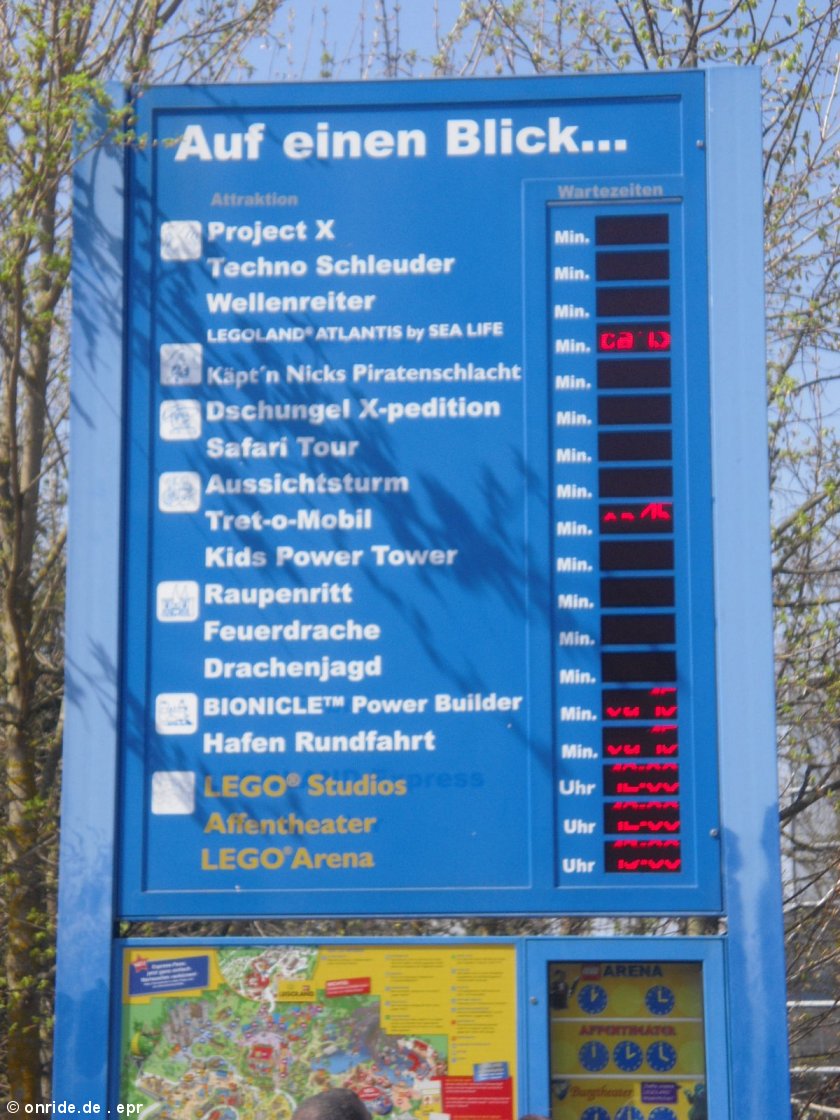 Auf einen Blick...
Attraktion Wartezeiten
Project X Min.
Techno Schleuder Min.
Wellenreiter Min.
LEGOLAND® ATLANTIS by SEA LIFE Min.
Käpt´n Nicks Piratenschlacht Min.
Dschungel X-pedition Min.
Safari Tour Min.
Aussichtsturm Min.
Tret-o-Mobil Min.
Kids Power Tower Min.
Raupenritt Min.
Feuerdrache Min.
Drachenjagd Min.
BIONICLE™ Power Builder Min.
Hafen Rundfahrt Min.
LEGO® Studios Uhr
Affentheater Uhr
LEGO® Arena Uhr
LEGOLAND
ARENA
AFFENTHEATER
Burgtheater
© onride.de . epr